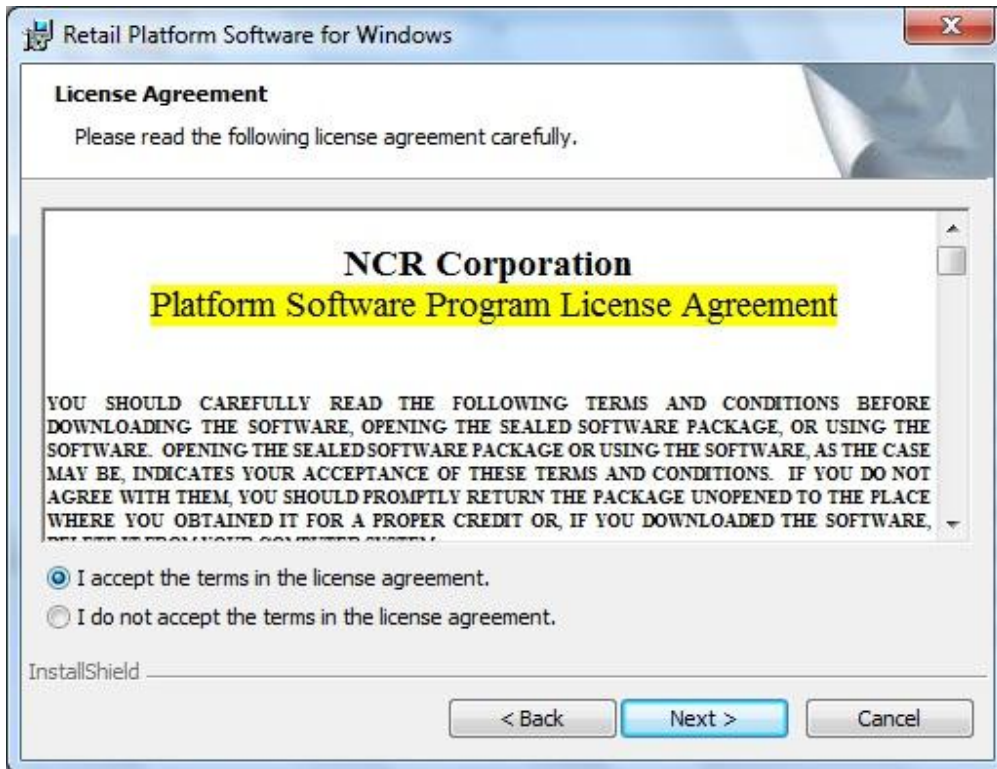 Retail Platform Software for Windows
License Agreement
Please read the following license agreement carefully.
NCR Corporation
Platform Software Program License Agreement
YOU SHOULD CAREFULLY READ THE FOLLOWING TERMS AND CONDITIONS BEFORE
DOWNLOADING THE SOFTWARE, OPENING THE SEALED SOFTWARE PACKAGE, OR USING THE
SOFTWARE. OPENING THE SEALED SOFTWARE PACKAGE OR USING THE SOFTWARE, AS THE CASE
MAY BE, INDICATES YOUR ACCEPTANCE OF THESE TERMS AND CONDITIONS. IF YOU DO NOT
AGREE WITH THEM, YOU SHOULD PROMPTLY RETURN THE PACKAGE UNOPENED TO THE PLACE
WHERE YOU OBTAINED IT FOR A PROPER CREDIT OR, IF YOU DOWNLOADED THE SOFTWARE,
I accept the terms in the license agreement.
I do not accept the terms in the license agreement.
InstallShield
< Back Next > Cancel